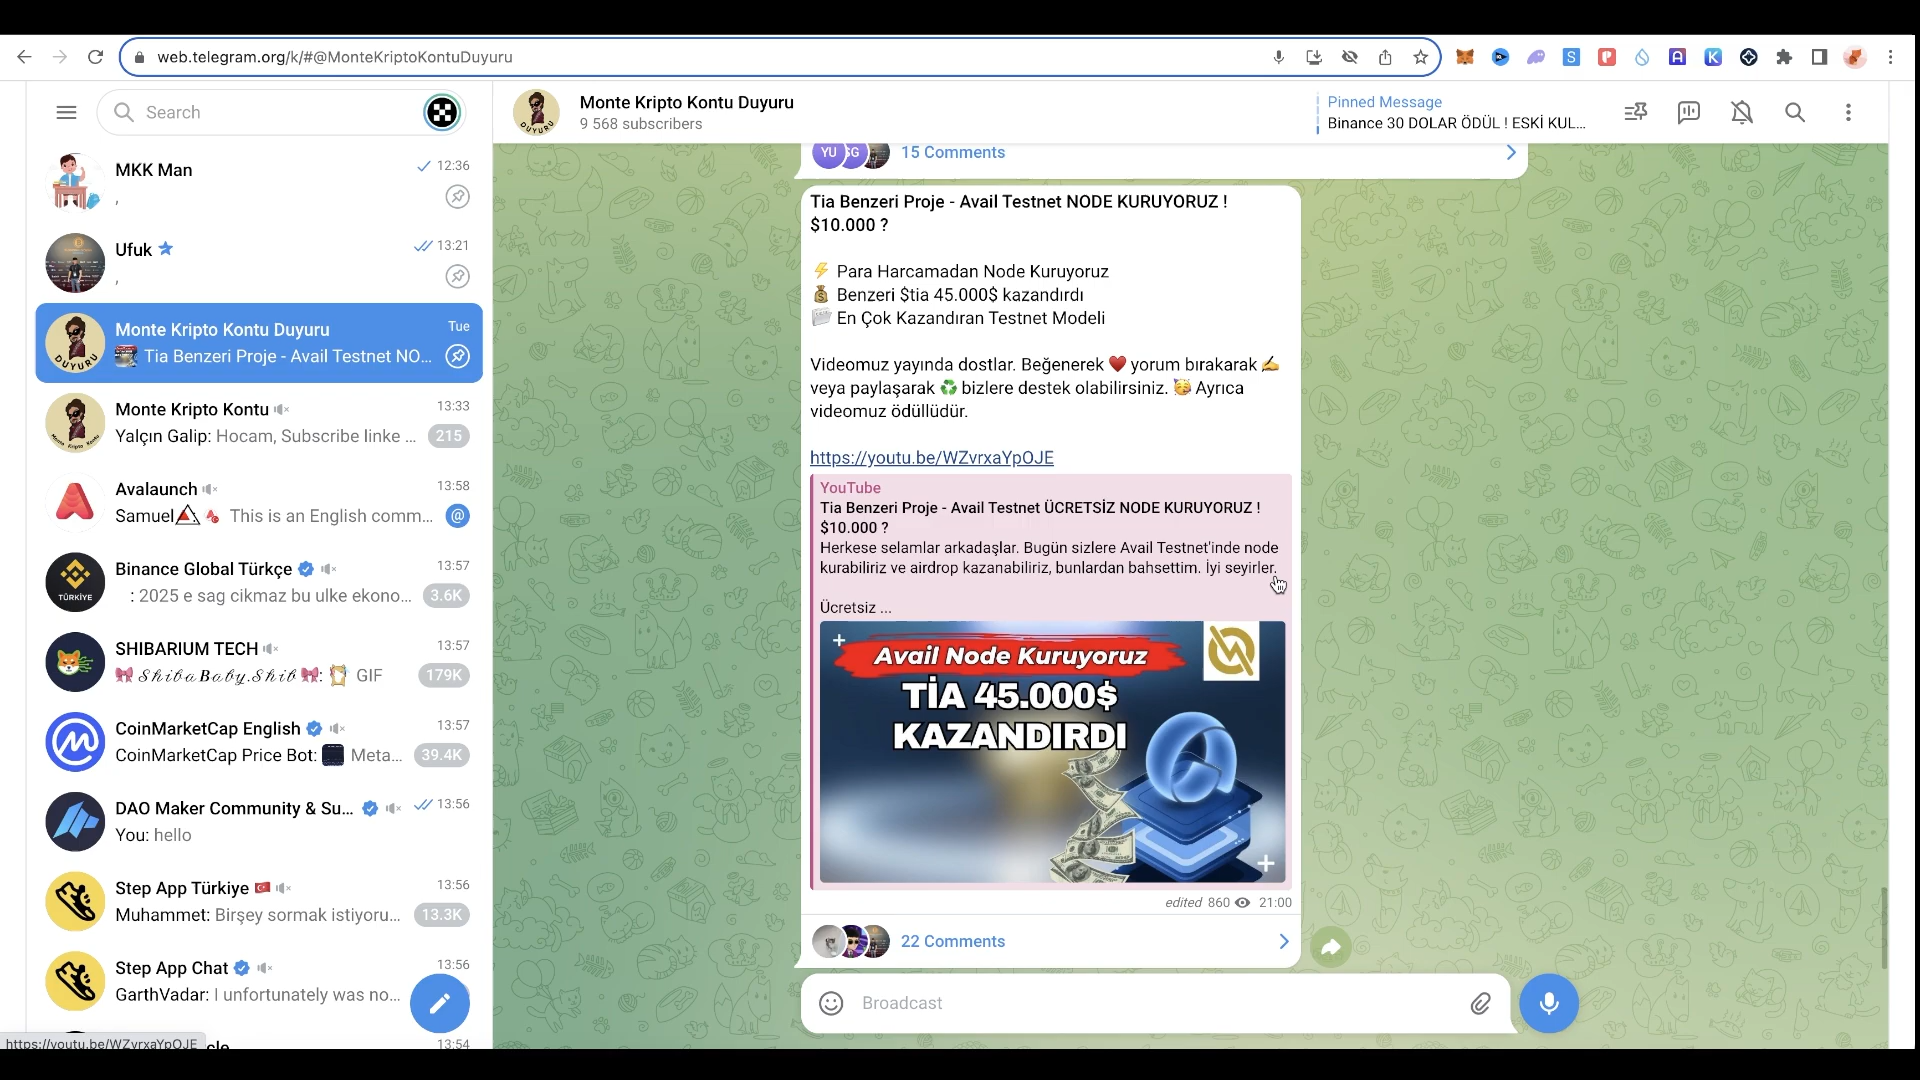 web.telegram.org/k/#@MonteKriptoKontuDuyuru
Search
MKK Man
12:36
,
Ufuk
13:21
,
Monte Kripto Kontu Duyuru
Tue
Tia Benzeri Proje - Avail Testnet NO...
Monte Kripto Kontu
13:33
Yalçın Galip: Hocam, Subscribe linke ...
215
Avalaunch
13:58
Samuel This is an English comm...
@
Binance Global Türkçe
13:57
: 2025 e sag cikmaz bu ulke ekono...
3.6K
TÜRKİYE
SHIBARIUM TECH
13:57
𝒮𝒽𝒾𝒷𝒶𝐵𝒶𝒷𝓎.𝒮𝒽𝒾𝒷 : GIF
179K
CoinMarketCap English
13:57
CoinMarketCap Price Bot: Meta...
39.4K
DAO Maker Community & Su...
13:56
You: hello
Step App Türkiye
13:56
Muhammet: Birşey sormak istiyoru...
13.3K
Step App Chat
13:56
GarthVadar: I unfortunately was no...
13:54
https://youtu.be/WZvrxaYpOJE
Monte Kripto Kontu Duyuru
9 568 subscribers
DUYURU
Pinned Message
Binance 30 DOLAR ÖDÜL ! ESKİ KUL...
YU
SG
15 Comments
Tia Benzeri Proje - Avail Testnet NODE KURUYORUZ !
$10.000 ?
⚡ Para Harcamadan Node Kuruyoruz
💰 Benzeri $tia 45.000$ kazandırdı
En Çok Kazandıran Testnet Modeli
Videomuz yayında dostlar. Beğenerek ♥️ yorum bırakarak ✍️
veya paylaşarak ♻️ bizlere destek olabilirsiniz. 🥳 Ayrıca
videomuz ödüllüdür.
https://youtu.be/WZvrxaYpOJE
YouTube
Tia Benzeri Proje - Avail Testnet ÜCRETSİZ NODE KURUYORUZ !
$10.000 ?
Herkese selamlar arkadaşlar. Bugün sizlere Avail Testnet'inde node
kurabiliriz ve airdrop kazanabiliriz, bunlardan bahsettim. İyi seyirler.
Ücretsiz ...
Avail Node Kuruyoruz
TİA 45.000$
KAZANDIRDI
edited 860 21:00
22 Comments
Broadcast